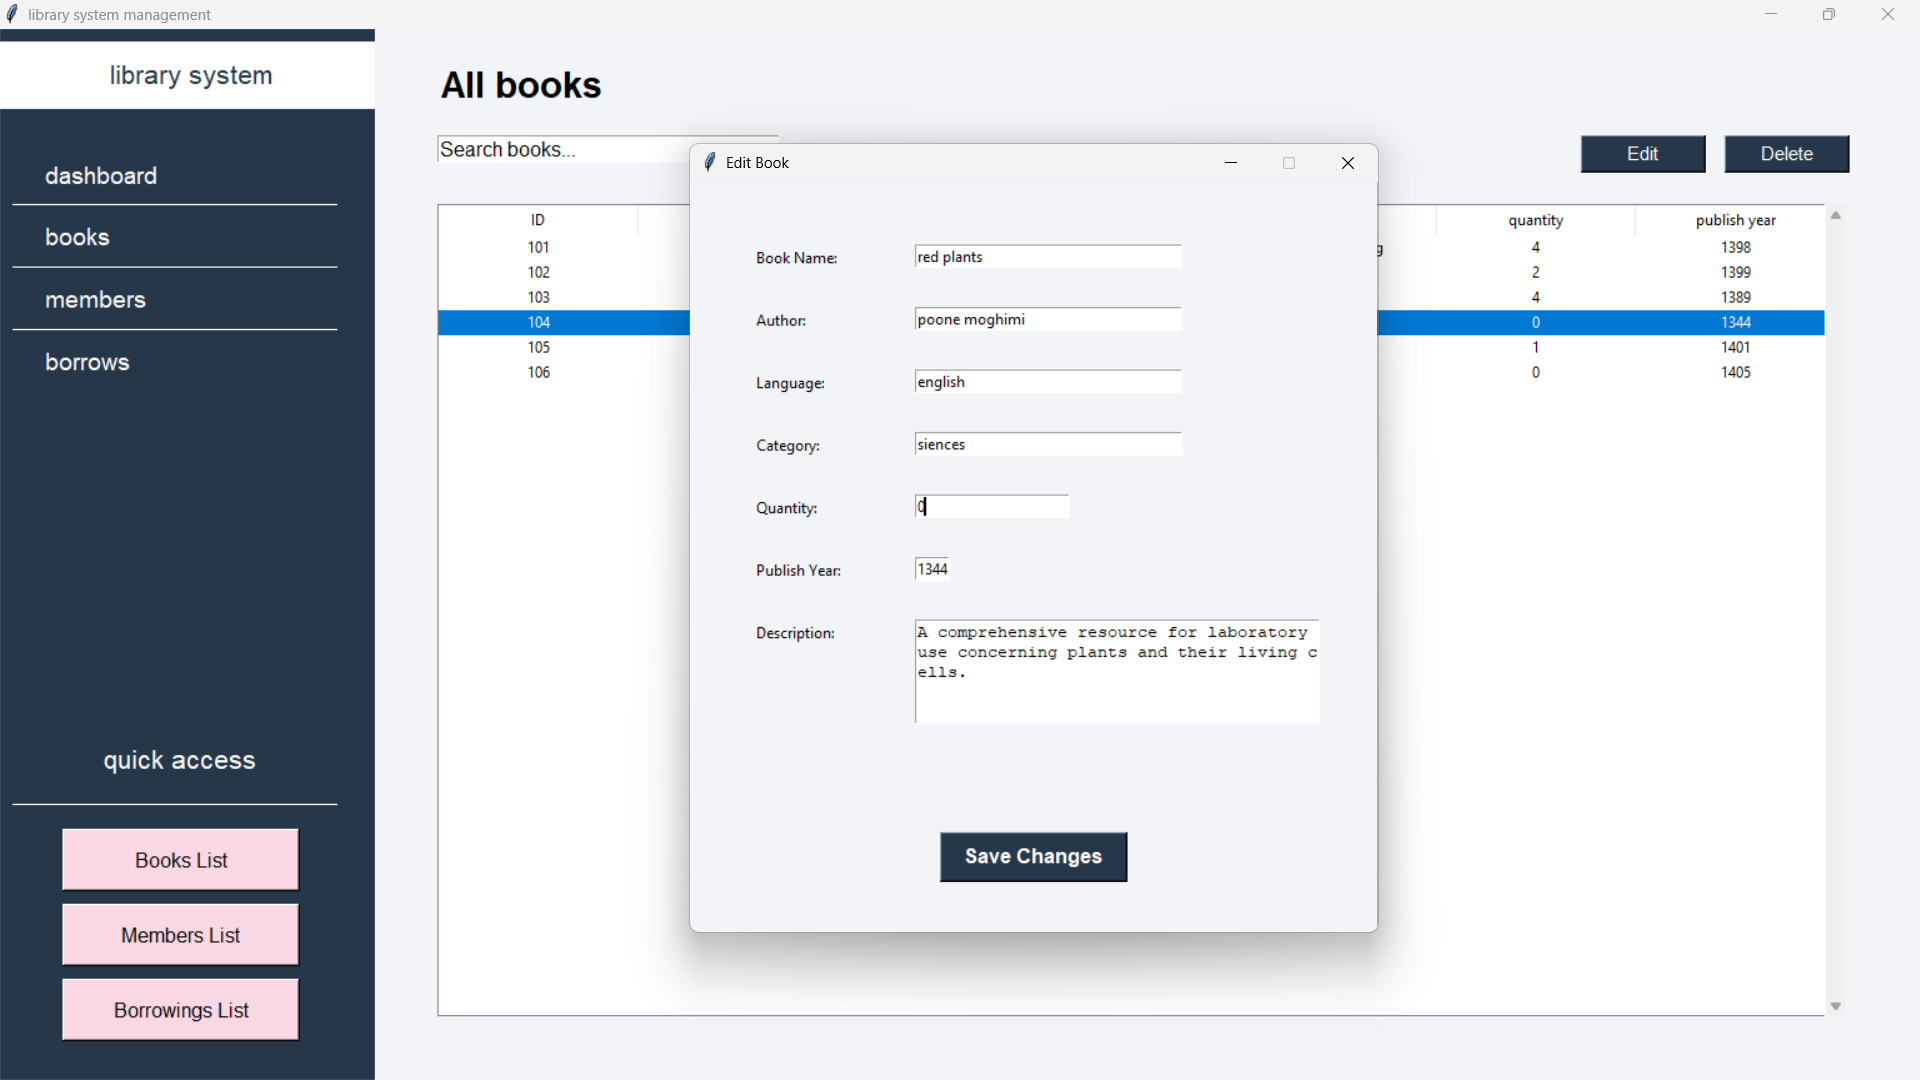 library system management
library system
dashboard
books
members
borrows
quick access
Books List
Members List
Borrowings List
All books
Search books...
Edit
Delete
ID quantity publish year
101 g 4 1398
102 2 1399
103 4 1389
104 0 1344
105 1 1401
106 0 1405
Edit Book
Book Name: red plants
Author: poone moghimi
Language: english
Category: siences
Quantity: 0
Publish Year: 1344
Description: A comprehensive resource for laboratory
use concerning plants and their living c
ells.
Save Changes